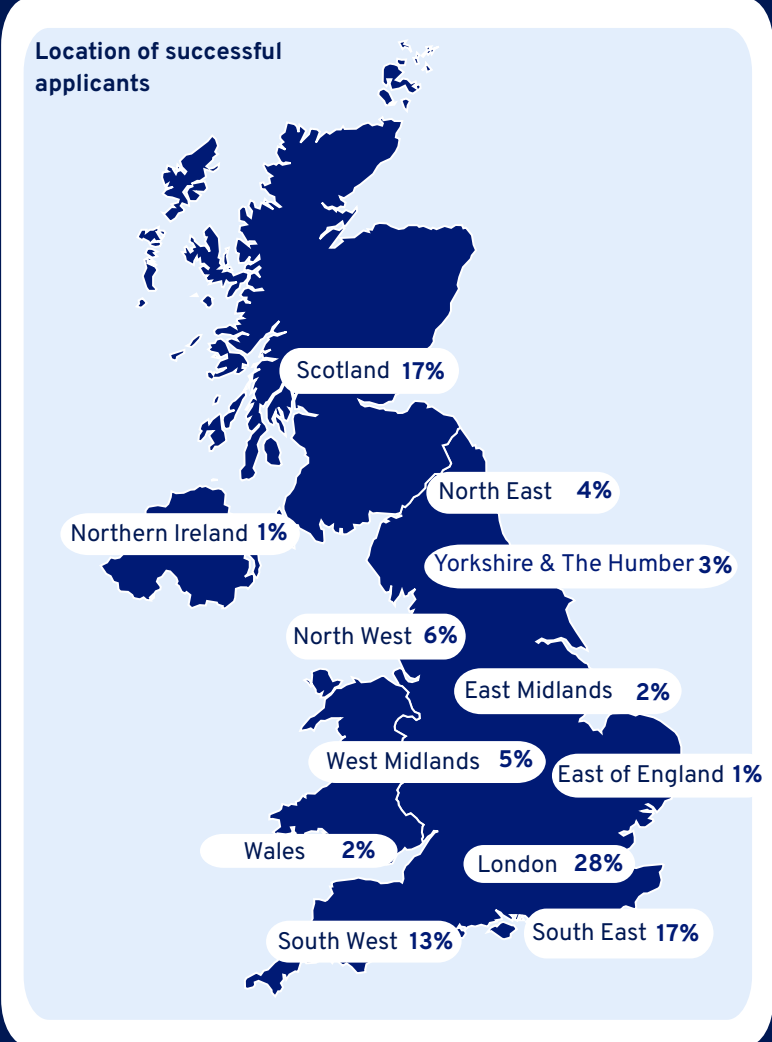 Location of successful
applicants
Scotland 17%
North East 4%
Northern Ireland 1%
Yorkshire & The Humber 3%
North West 6%
East Midlands 2%
West Midlands 5%
East of England 1%
Wales 2%
London 28%
South East 17%
South West 13%